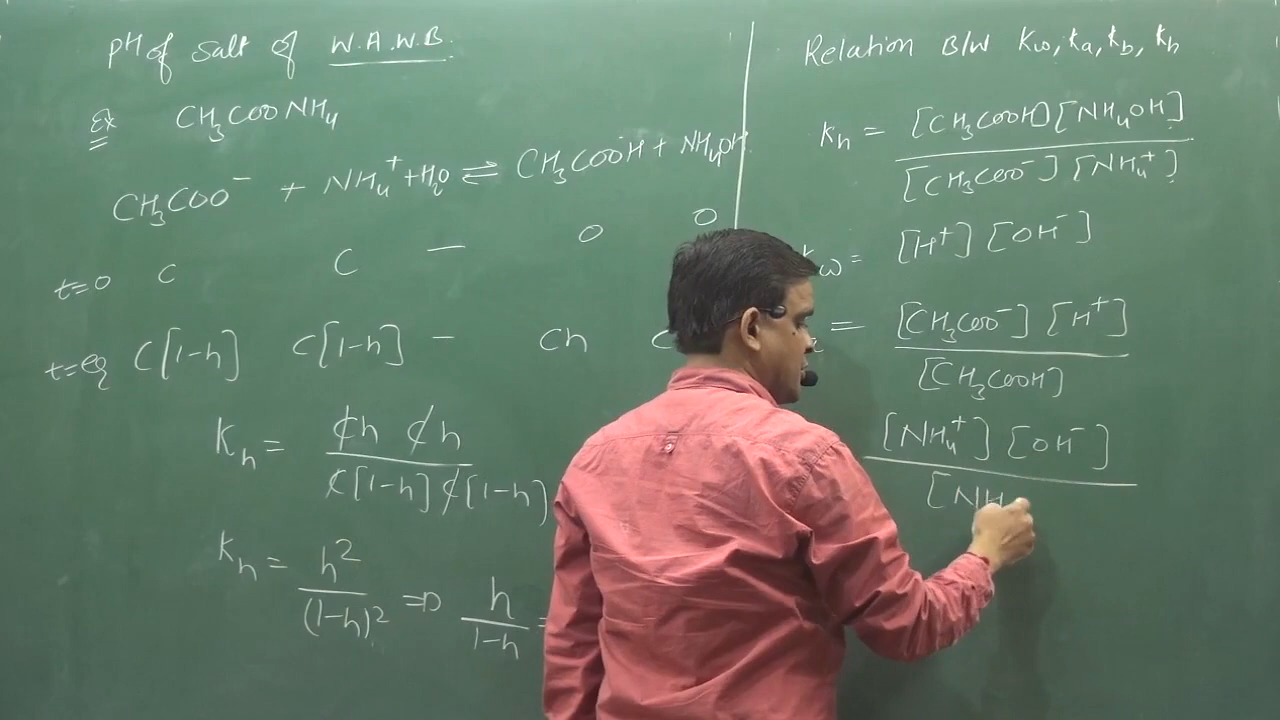 PH of Salt of W.A.W.B.
Ex CH₃COONH₄
CH₃COO⁻ + NH₄⁺ + H₂O ⇌ CH₃COOH + NH₄OH
t=0 C C — 0 0
t=eq C[1-h] C[1-h] — Ch C
Kh = Ch Ch / C[1-h] C[1-h)
Kh = h² / (1-h)² ⇒ h / 1-h =
Relation B/W Kw, Ka, Kb, Kh
Kh = [CH₃COOH][NH₄OH] / [CH₃COO⁻][NH₄⁺]
w = [H⁺][OH⁻]
= [CH₃COO⁻][H⁺] / [CH₃COOH]
[NH₄⁺][OH⁻] / [NH